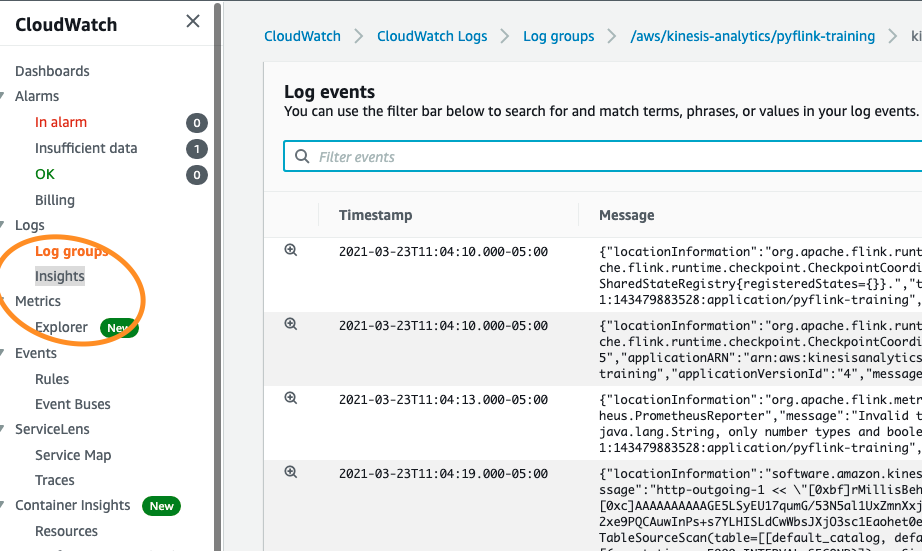 CloudWatch
Dashboards
Alarms
In alarm 0
Insufficient data 1
OK 0
Billing
Logs
Log groups
Insights
Metrics
Explorer New
Events
Rules
Event Buses
ServiceLens
Service Map
Traces
Container Insights New
Resources
CloudWatch > CloudWatch Logs > Log groups > /aws/kinesis-analytics/pyflink-training > ki
Log events
You can use the filter bar below to search for and match terms, phrases, or values in your log events.
Filter events
Timestamp Message
2021-03-23T11:04:10.000-05:00 {"locationInformation":"org.apache.flink.runt
che.flink.runtime.checkpoint.CheckpointCoordi
SharedStateRegistry{registeredStates={}}.","t
1:143479883528:application/pyflink-training",
2021-03-23T11:04:10.000-05:00 {"locationInformation":"org.apache.flink.runt
che.flink.runtime.checkpoint.CheckpointCoordi
5","applicationARN":"arn:aws:kinesisanalytics
training","applicationVersionId":"4","message
2021-03-23T11:04:13.000-05:00 {"locationInformation":"org.apache.flink.metr
heus.PrometheusReporter","message":"Invalid t
java.lang.String, only number types and boole
1:143479883528:application/pyflink-training",
2021-03-23T11:04:19.000-05:00 {"locationInformation":"software.amazon.kines
ssage":"http-outgoing-1 << \"[0xbf]rMillisBeh
[0xc]AAAAAAAAAAGE5LSyEU17qumG/53N5al1UxZmnXxj
2xe9PQCAuwInPs+s7YLHISLdCwWbsJXjO3sc1Eaohet0e
TableSourceScan(table=[[default_catalog, defa